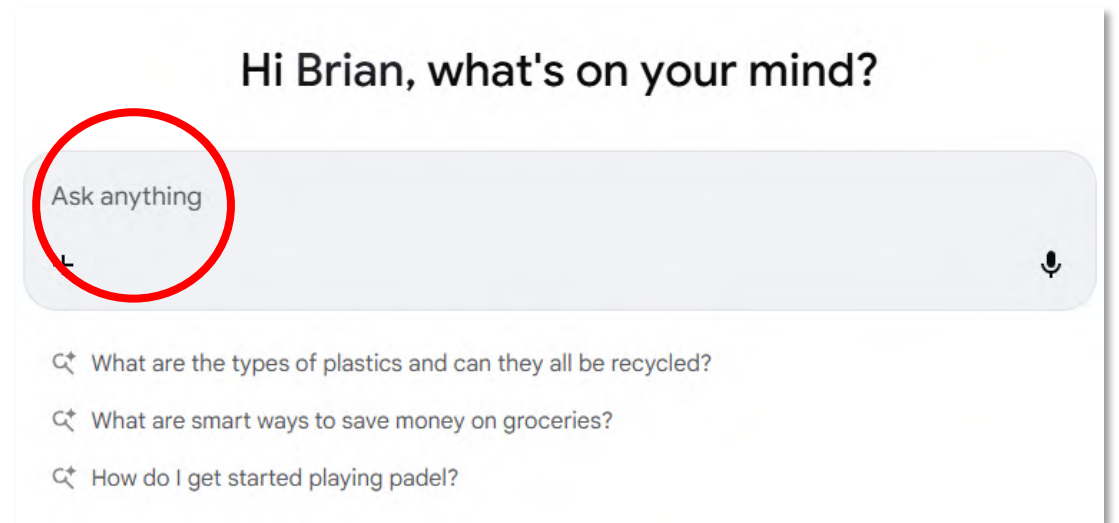 Hi Brian, what's on your mind?
Ask anything
What are the types of plastics and can they all be recycled?
What are smart ways to save money on groceries?
How do I get started playing padel?